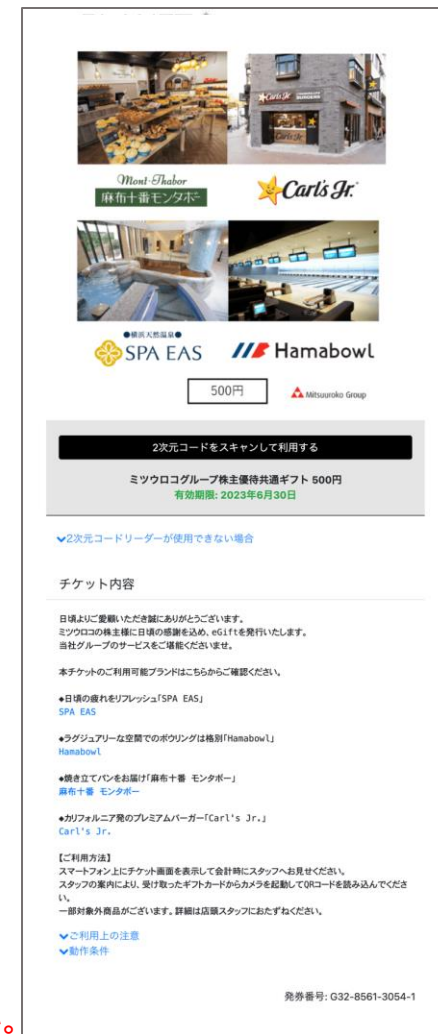 Mont-Thabor
麻布十番モンタボー
Carl's Jr.
●横浜天然温泉●
SPA EAS
Hamabowl
500円
Mitsuuroko Group
2次元コードをスキャンして利用する
ミツウロコグループ株主優待共通ギフト 500円
有効期限: 2023年6月30日
2次元コードリーダーが使用できない場合
チケット内容
日頃よりご愛顧いただき誠にありがとうございます。
ミツウロコの株主様に日頃の感謝を込め、eGiftを発行いたします。
当社グループのサービスをご堪能くださいませ。
本チケットのご利用可能ブランドはこちらからご確認ください。
◆日頃の疲れをリフレッシュ「SPA EAS」
SPA EAS
◆ラグジュアリーな空間でのボウリングは格別「Hamabowl」
Hamabowl
◆焼き立てパンをお届け「麻布十番 モンタボー」
麻布十番 モンタボー
◆カリフォルニア発のプレミアムバーガー「Carl's Jr.」
Carl's Jr.
【ご利用方法】
スマートフォン上にチケット画面を表示して会計時にスタッフへお見せください。
スタッフの案内により、受け取ったギフトカードからカメラを起動してQRコードを読み込んでくださ
い。
一部対象外商品がございます。詳細は店頭スタッフにおたずねください。
ご利用上の注意
動作条件
発券番号: G32-8561-3054-1
。